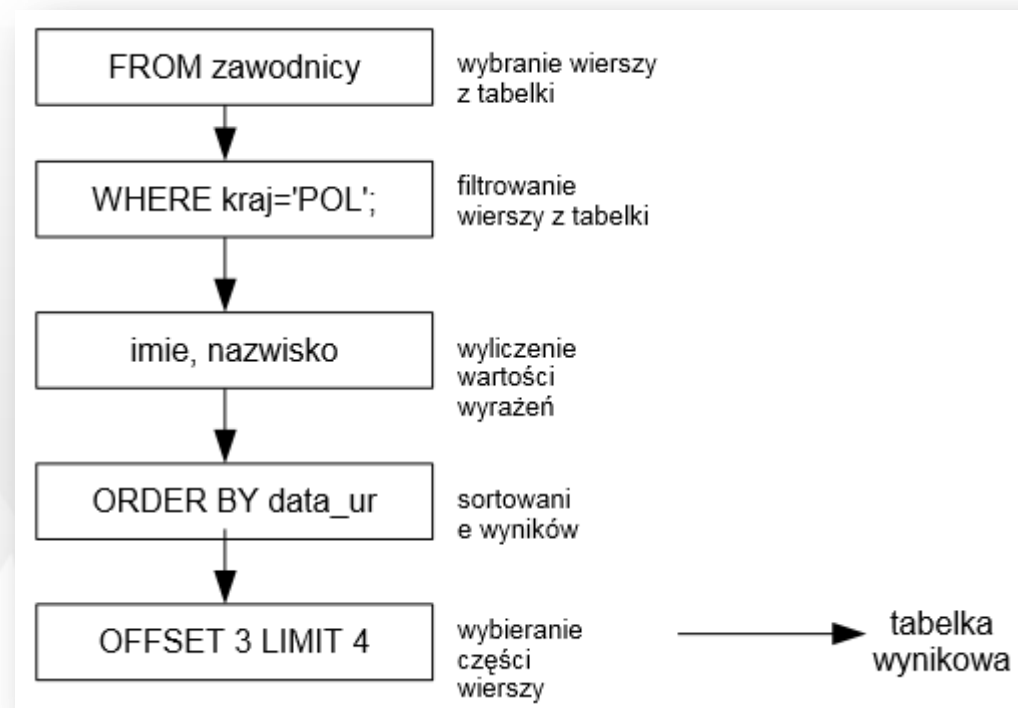 FROM zawodnicy
wybranie wierszy
z tabelki
WHERE kraj='POL';
filtrowanie
wierszy z tabelki
imie, nazwisko
wyliczenie
wartości
wyrażeń
ORDER BY data_ur
sortowani
e wyników
OFFSET 3 LIMIT 4
wybieranie
części
wierszy
tabelka
wynikowa